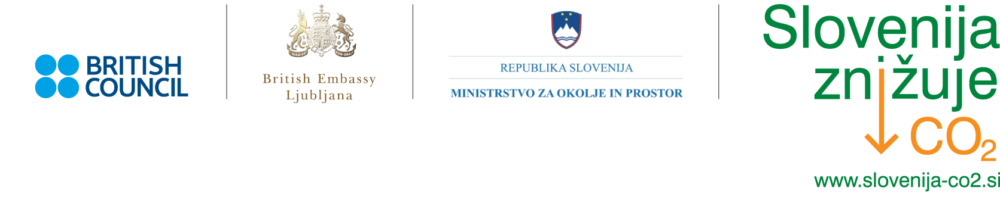 BRITISH
COUNCIL
British Embassy
Ljubljana
REPUBLIKA SLOVENIJA
MINISTRSTVO ZA OKOLJE IN PROSTOR
Slovenija
znižuje
CO₂
www.slovenija-co2.si